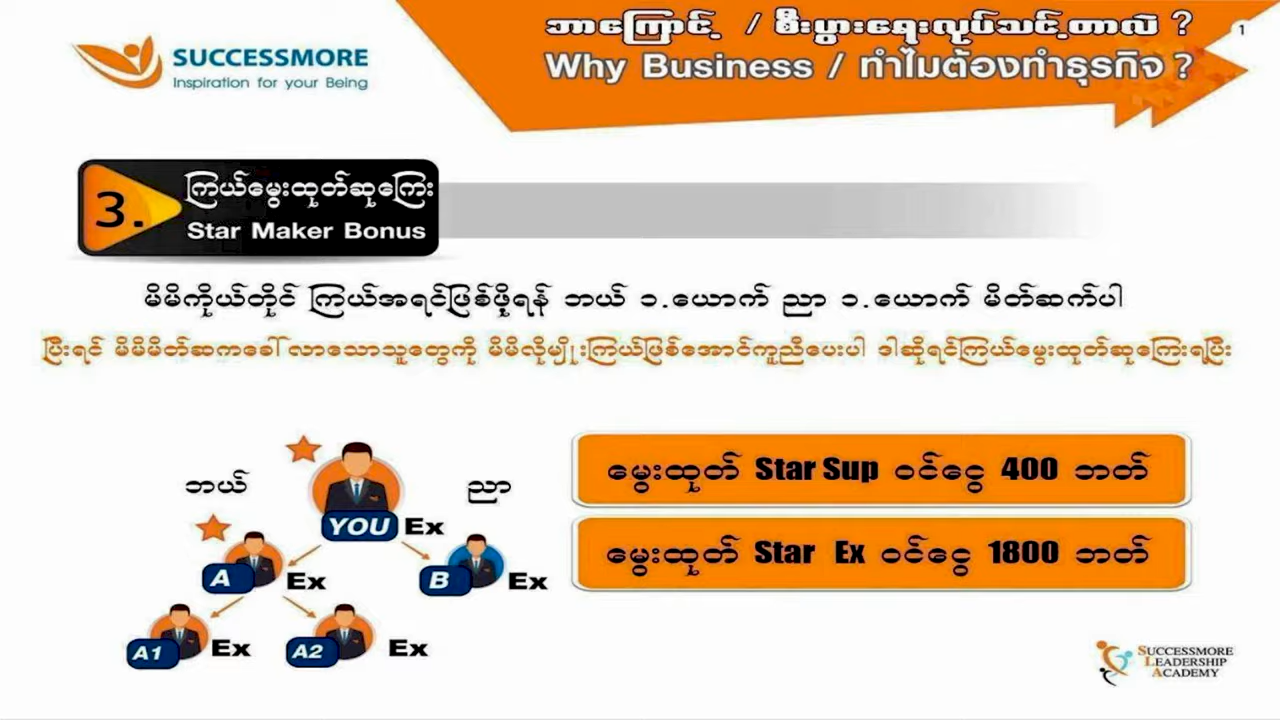 SUCCESSMORE
Inspiration for your Being
ဘာကြောင့် / စီးပွားရေးလုပ်သင့်တာလဲ ?
Why Business / ทำไมต้องทำธุรกิจ ?
1
3.
ကြယ်မွေးထုတ်ဆုကြေး
Star Maker Bonus
မိမိကိုယ်တိုင် ကြယ်အရင်ဖြစ်ဖို့ရန် ဘယ် ၁.ယောက် ညာ ၁.ယောက် မိတ်ဆက်ပါ
ပြီးရင် မိမိမိတ်ဆကခေါ်လာသောသူတွေကို မိမိလိုမျိုးကြယ်ဖြစ်အောင်ကူညီပေးပါ ဒါဆိုရင်ကြယ်မွေးထုတ်ဆုကြေးရပြီး
ဘယ်
ညာ
YOU Ex
A Ex
B Ex
A1 Ex
A2 Ex
မွေးထုတ် Star Sup ဝင်ငွေ 400 ဘတ်
မွေးထုတ် Star Ex ဝင်ငွေ 1800 ဘတ်
SUCCESSMORE
LEADERSHIP
ACADEMY